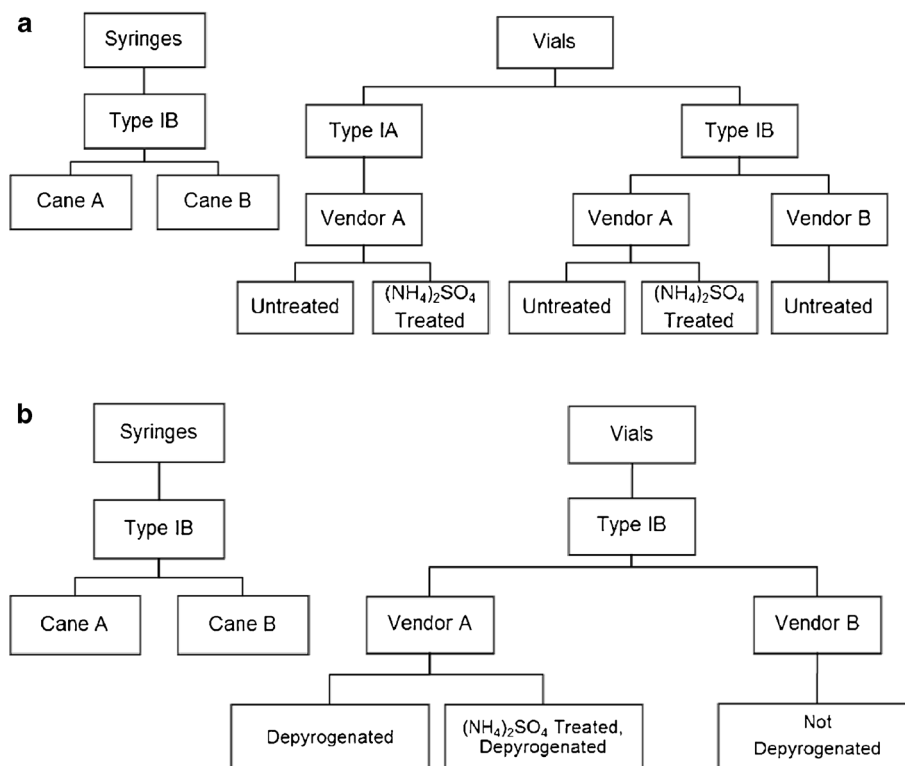 a
Syringes
Vials
Type IB
Type IA
Type IB
Cane A
Cane B
Vendor A
Vendor A
Vendor B
Untreated
(NH₄)₂SO₄
Treated
Untreated
(NH₄)₂SO₄
Treated
Untreated
b
Syringes
Vials
Type IB
Type IB
Cane A
Cane B
Vendor A
Vendor B
Depyrogenated
(NH₄)₂SO₄ Treated,
Depyrogenated
Not
Depyrogenated